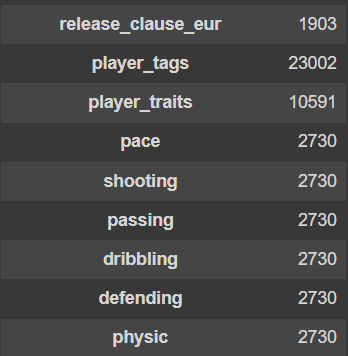 release_clause_eur 1903
player_tags 23002
player_traits 10591
pace 2730
shooting 2730
passing 2730
dribbling 2730
defending 2730
physic 2730